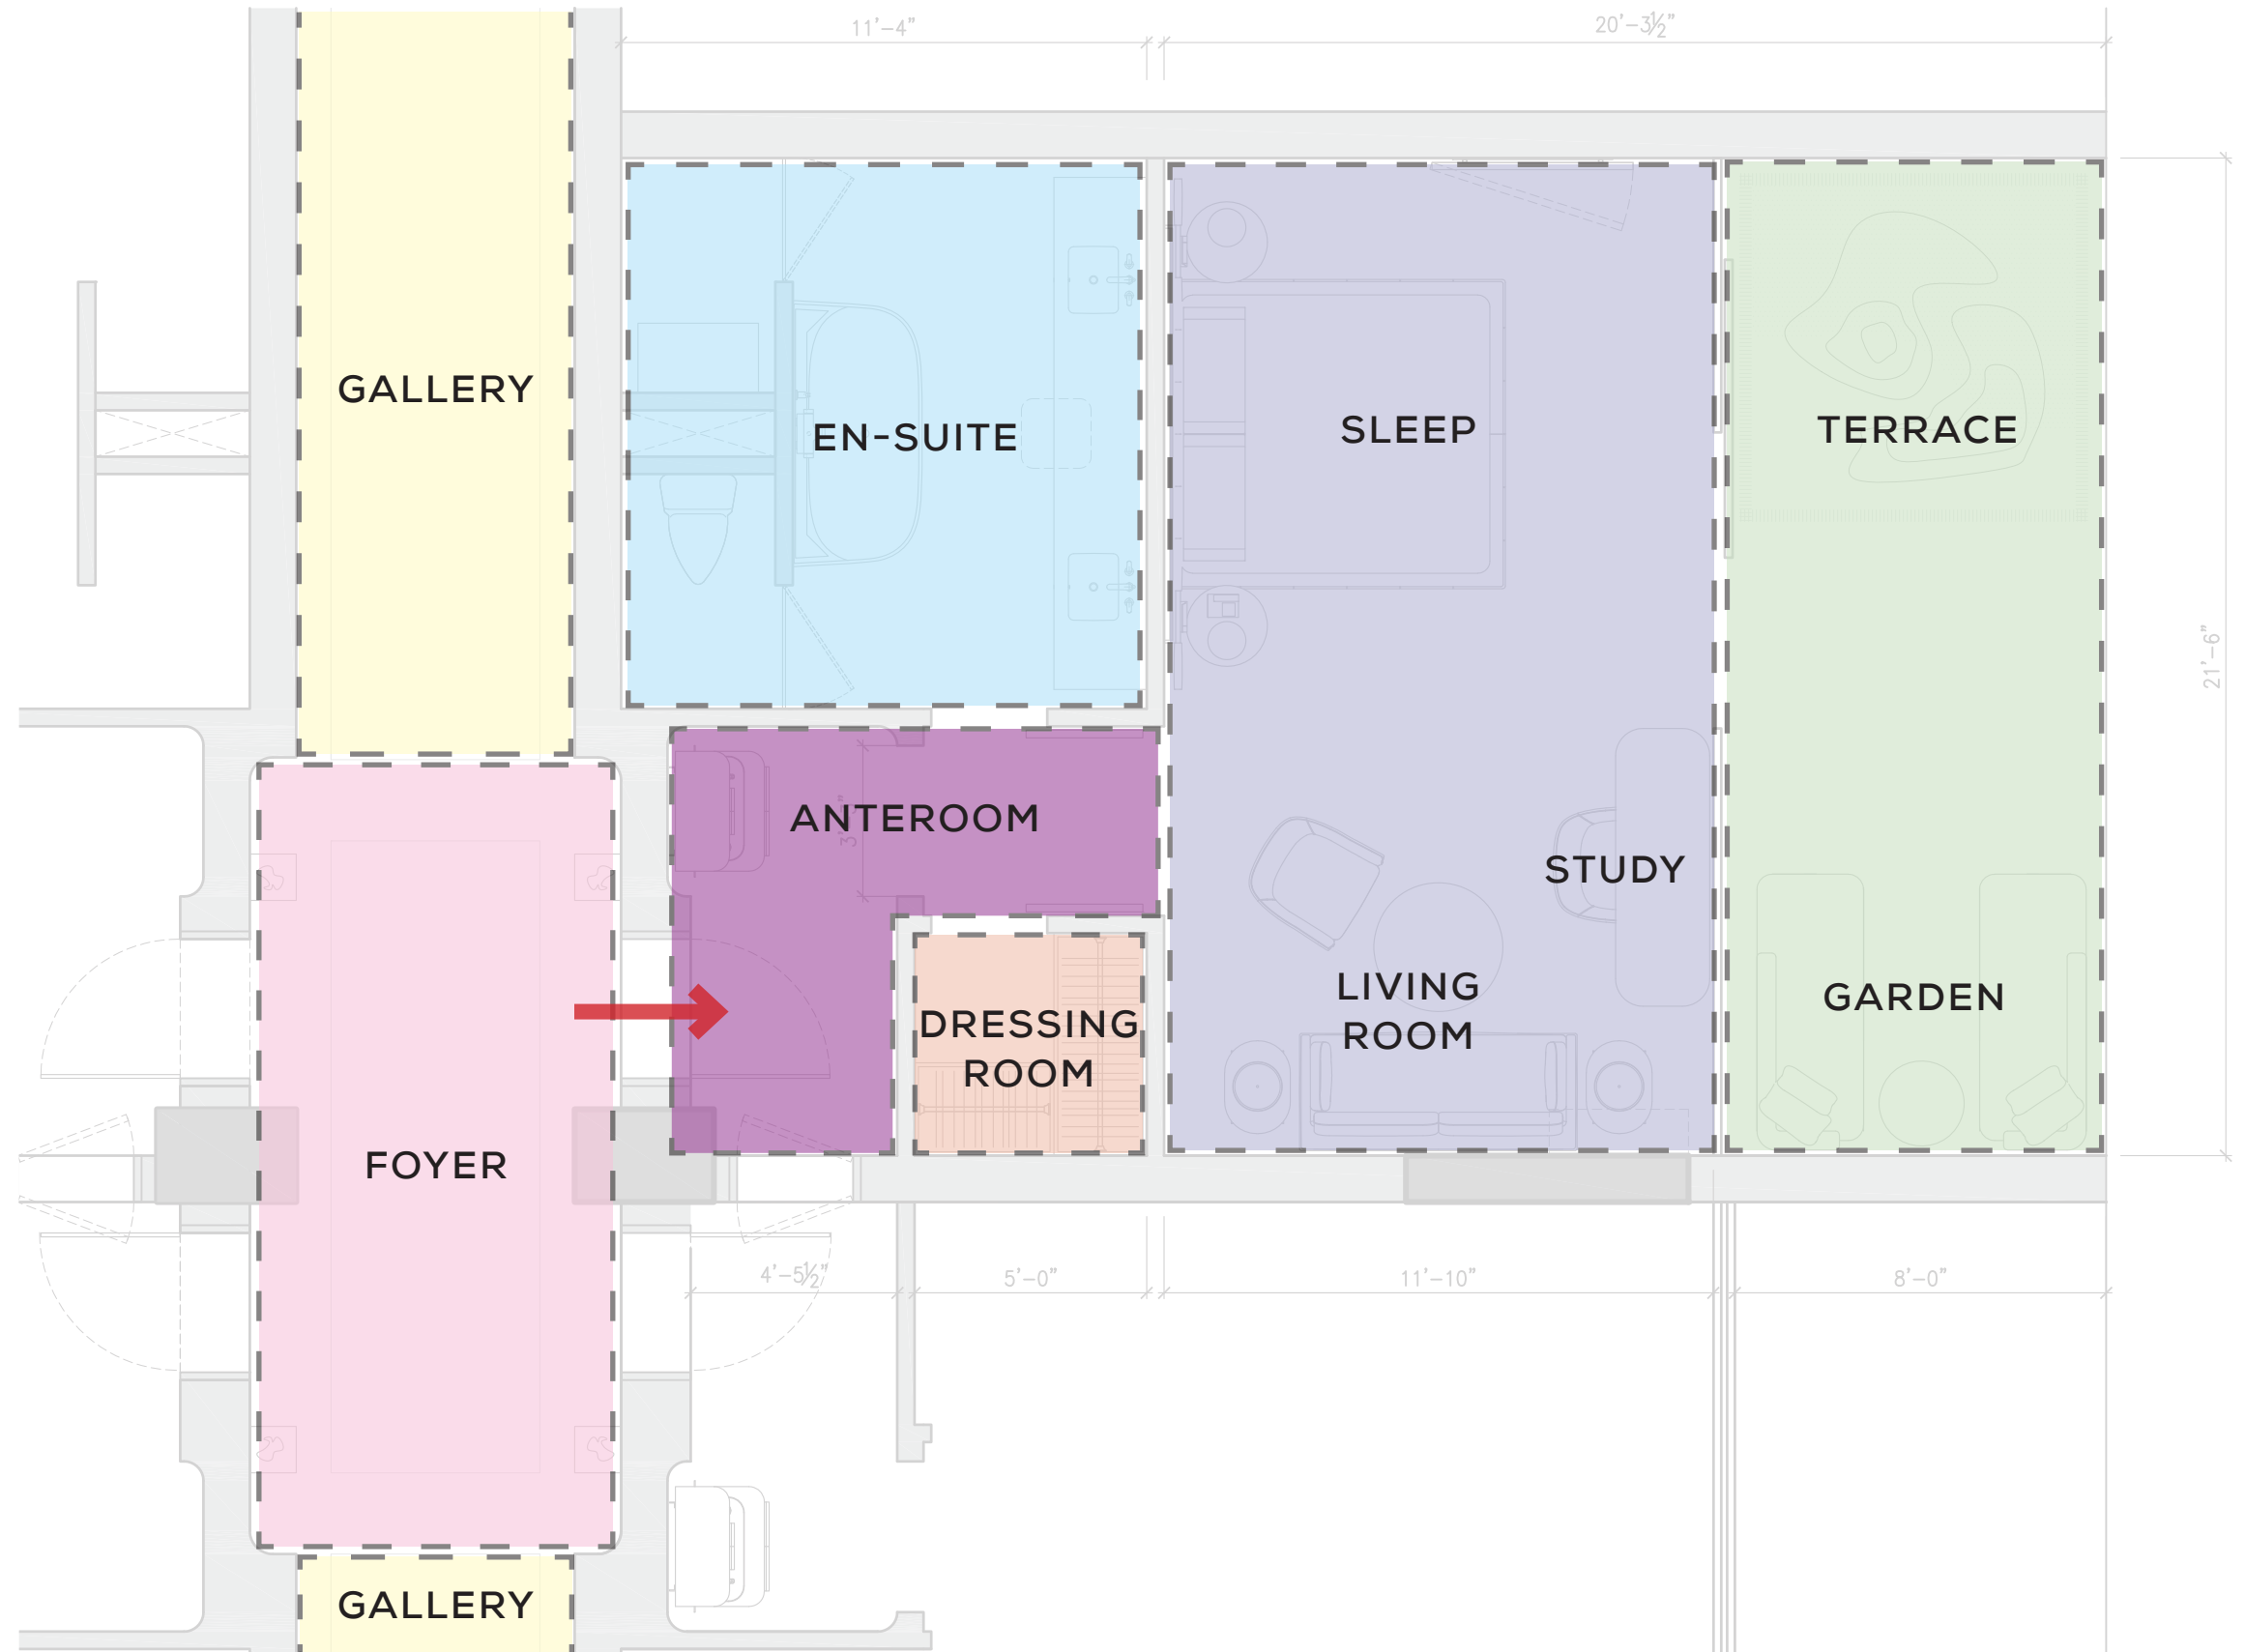 11'-4"
20'-3½"
GALLERY
EN-SUITE
SLEEP
TERRACE
21'-6"
ANTEROOM
STUDY
LIVING
ROOM
GARDEN
DRESSING
ROOM
FOYER
4'-5½"
5'-0"
11'-10"
8'-0"
GALLERY